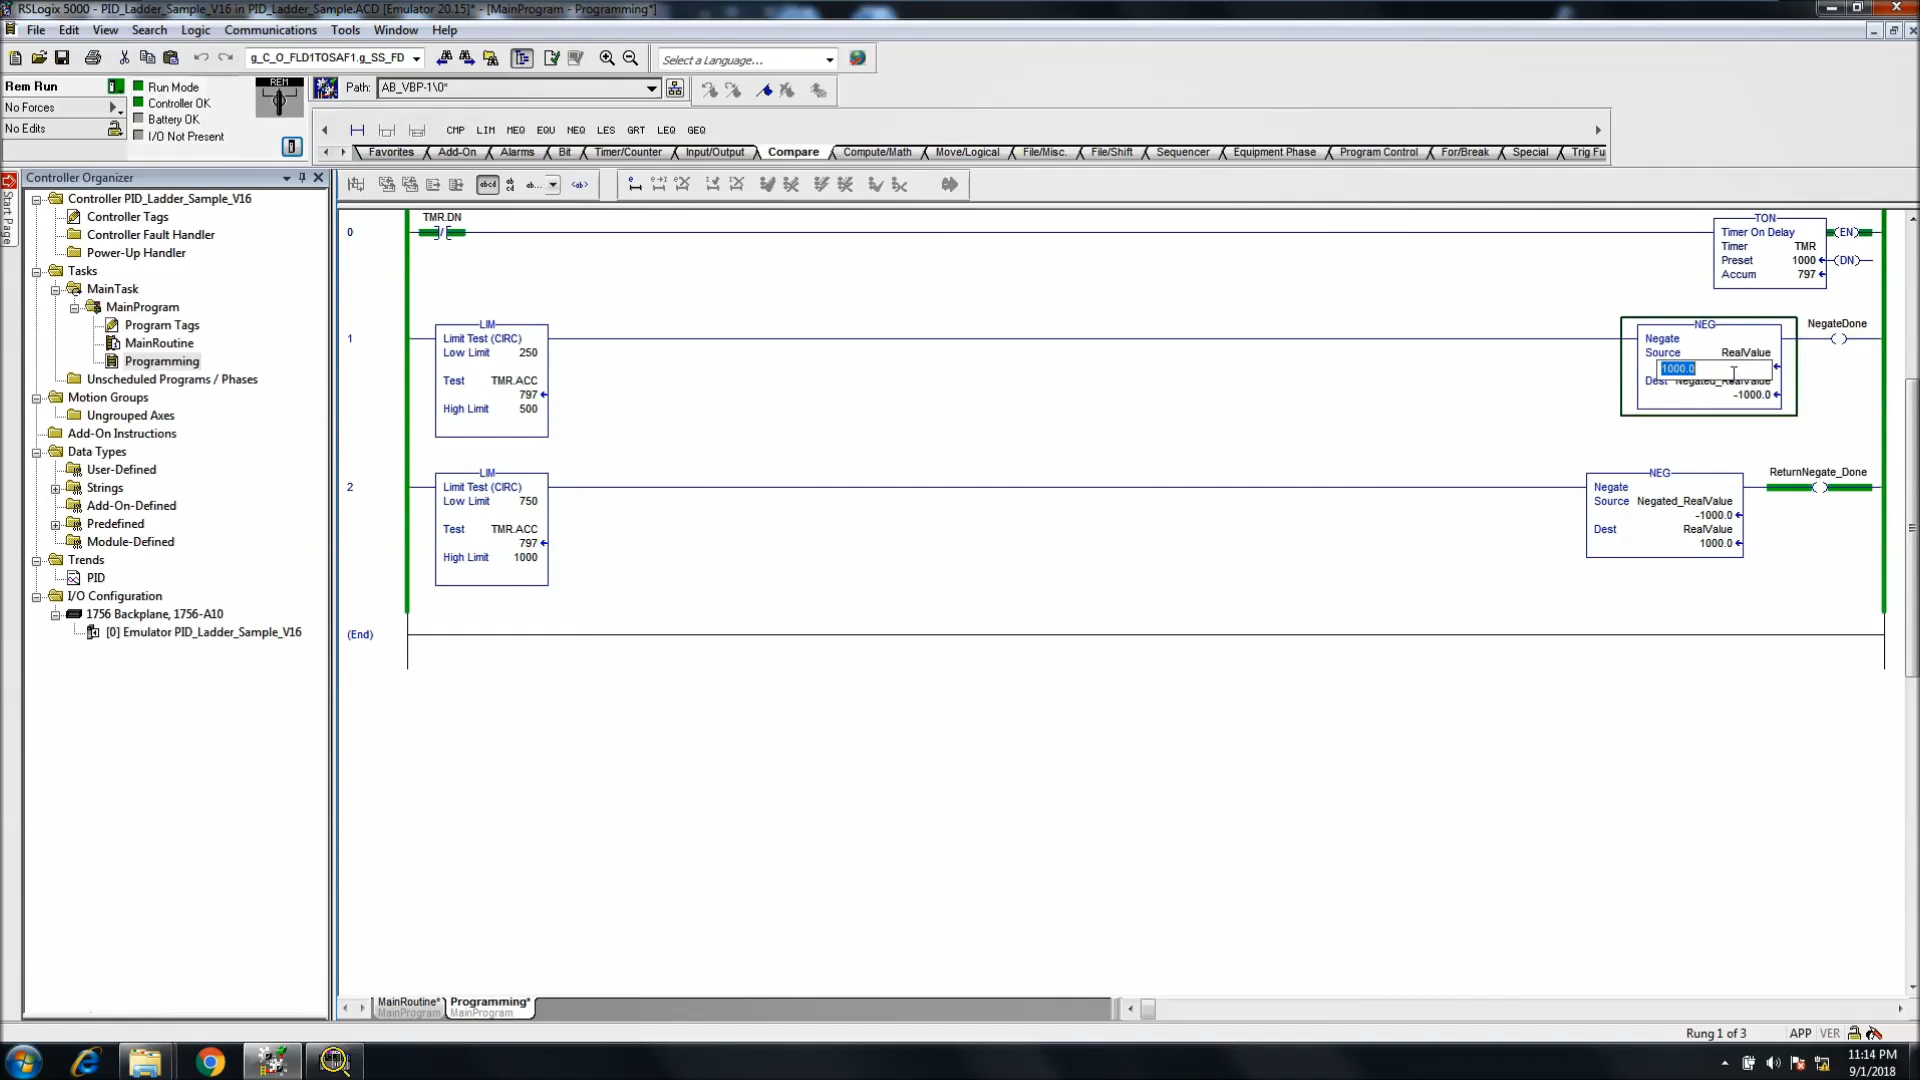 RSLogix 5000 - PID_Ladder_Sample_V16 in PID_Ladder_Sample.ACD [Emulator 20.15]* - [MainProgram - Programming*]
File Edit View Search Logic Communications Tools Window Help
g_C_O_FLD1TOSAF1.g_SS_FD
Select a Language...
Rem Run
Run Mode
REM
Path: AB_VBP-1\0*
No Forces
Controller OK
Battery OK
No Edits
I/O Not Present
CMP LIM MEQ EQU NEQ LES GRT LEQ GEQ
Favorites Add-On Alarms Bit Timer/Counter Input/Output Compare Compute/Math Move/Logical File/Misc. File/Shift Sequencer Equipment Phase Program Control For/Break Special Trig Fu
Start Page
Controller Organizer
Controller PID_Ladder_Sample_V16
Controller Tags
Controller Fault Handler
Power-Up Handler
Tasks
MainTask
MainProgram
Program Tags
MainRoutine
Programming
Unscheduled Programs / Phases
Motion Groups
Ungrouped Axes
Add-On Instructions
Data Types
User-Defined
Strings
Add-On-Defined
Predefined
Module-Defined
Trends
PID
I/O Configuration
1756 Backplane, 1756-A10
[0] Emulator PID_Ladder_Sample_V16
abcd ab cd ab... <ab>
0
TMR.DN
TON
Timer On Delay
Timer TMR
Preset 1000
Accum 797
EN
DN
1
LIM
Limit Test (CIRC)
Low Limit 250
Test TMR.ACC
797
High Limit 500
NEG
Negate
Source RealValue
1000.0
Dest Negated_RealValue
-1000.0
NegateDone
2
LIM
Limit Test (CIRC)
Low Limit 750
Test TMR.ACC
797
High Limit 1000
NEG
Negate
Source Negated_RealValue
-1000.0
Dest RealValue
1000.0
ReturnNegate_Done
(End)
MainRoutine*
MainProgram
Programming*
MainProgram
Rung 1 of 3 APP VER
11:14 PM
9/1/2018